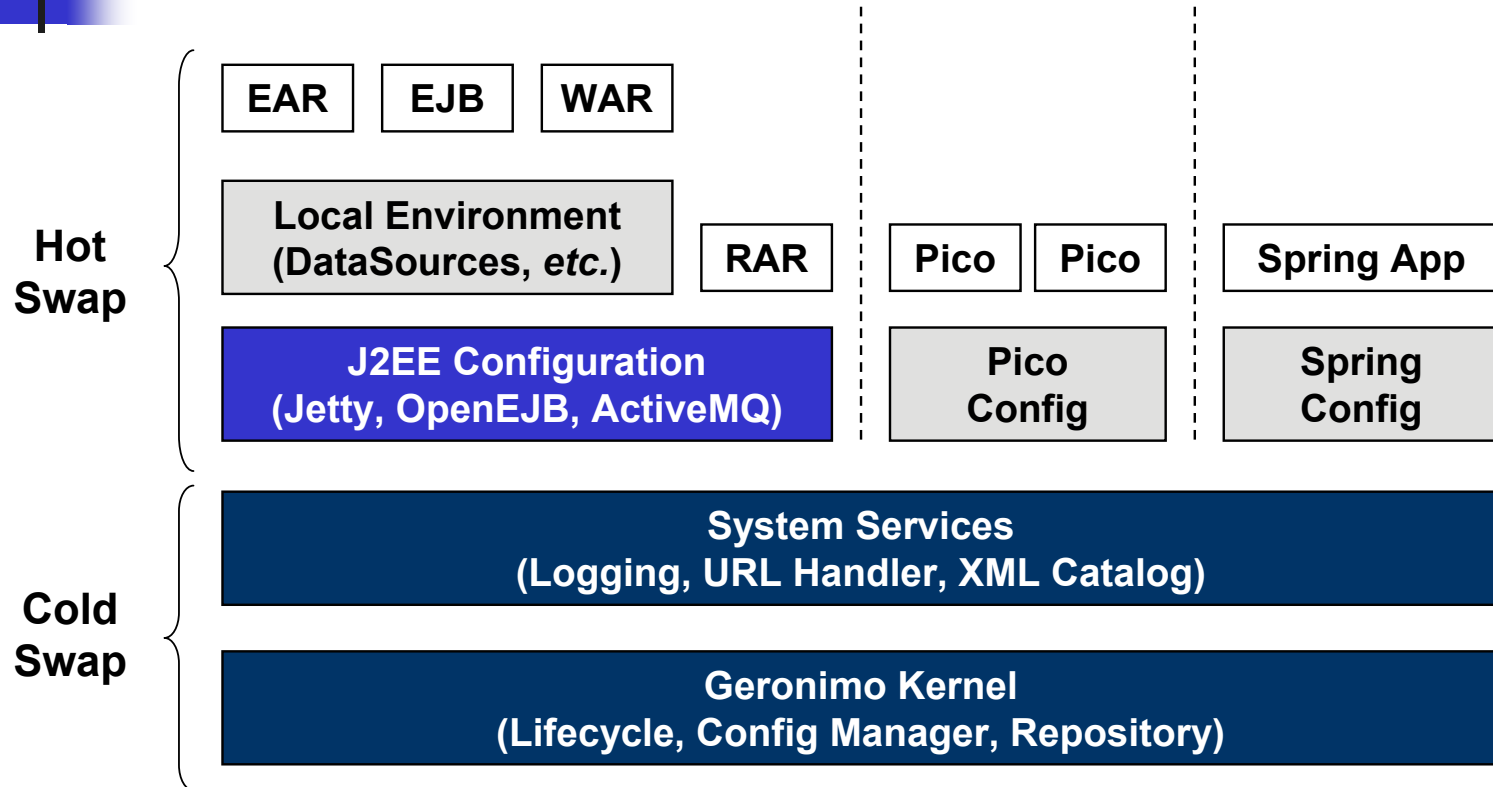 EAR
EJB
WAR
Hot
Swap
Local Environment
(DataSources, etc.)
RAR
Pico
Pico
Spring App
J2EE Configuration
(Jetty, OpenEJB, ActiveMQ)
Pico
Config
Spring
Config
Cold
Swap
System Services
(Logging, URL Handler, XML Catalog)
Geronimo Kernel
(Lifecycle, Config Manager, Repository)